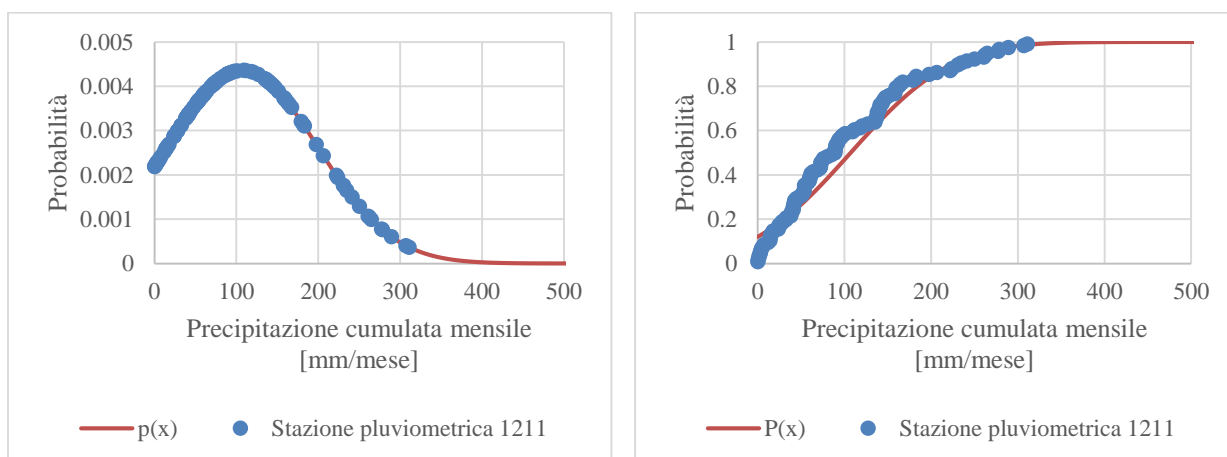 0.005
0.004
0.003
0.002
0.001
0
Probabilità
0 100 200 300 400 500
Precipitazione cumulata mensile
[mm/mese]
p(x) Stazione pluviometrica 1211
1
0.8
0.6
0.4
0.2
0
Probabilità
0 100 200 300 400 500
Precipitazione cumulata mensile
[mm/mese]
P(x) Stazione pluviometrica 1211